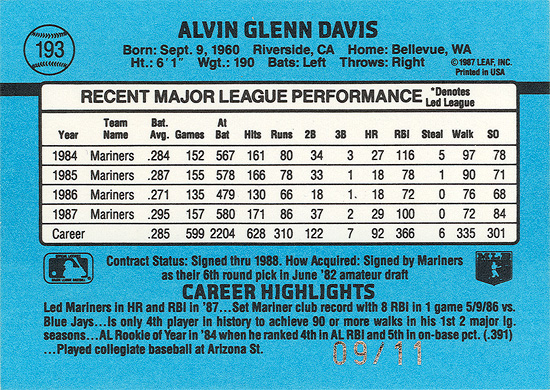 193
ALVIN GLENN DAVIS
Born: Sept. 9, 1960 Riverside, CA Home: Bellevue, WA
Ht.: 6'1" Wgt.: 190 Bats: Left Throws: Right
©1987 LEAF, INC.
Printed in USA
RECENT MAJOR LEAGUE PERFORMANCE *Denotes Led League
Year Team Name Bat. Avg. Games At Bat Hits Runs 2B 3B HR RBI Steal Walk SO
1984 Mariners .284 152 567 161 80 34 3 27 116 5 97 78
1985 Mariners .287 155 578 166 78 33 1 18 78 1 90 71
1986 Mariners .271 135 479 130 66 18 1 18 72 0 76 68
1987 Mariners .295 157 580 171 86 37 2 29 100 0 72 84
Career .285 599 2204 628 310 122 7 92 366 6 335 301
Contract Status: Signed thru 1988. How Acquired: Signed by Mariners
as their 6th round pick in June '82 amateur draft
CAREER HIGHLIGHTS
Led Mariners in HR and RBI in '87...Set Mariner club record with 8 RBI in 1 game 5/9/86 vs.
Blue Jays...Is only 4th player in history to achieve 90 or more walks in his 1st 2 major lg.
seasons...AL Rookie of Year in '84 when he ranked 4th in AL RBI and 5th in on-base pct. (.391)
...Played collegiate baseball at Arizona St.
09/11